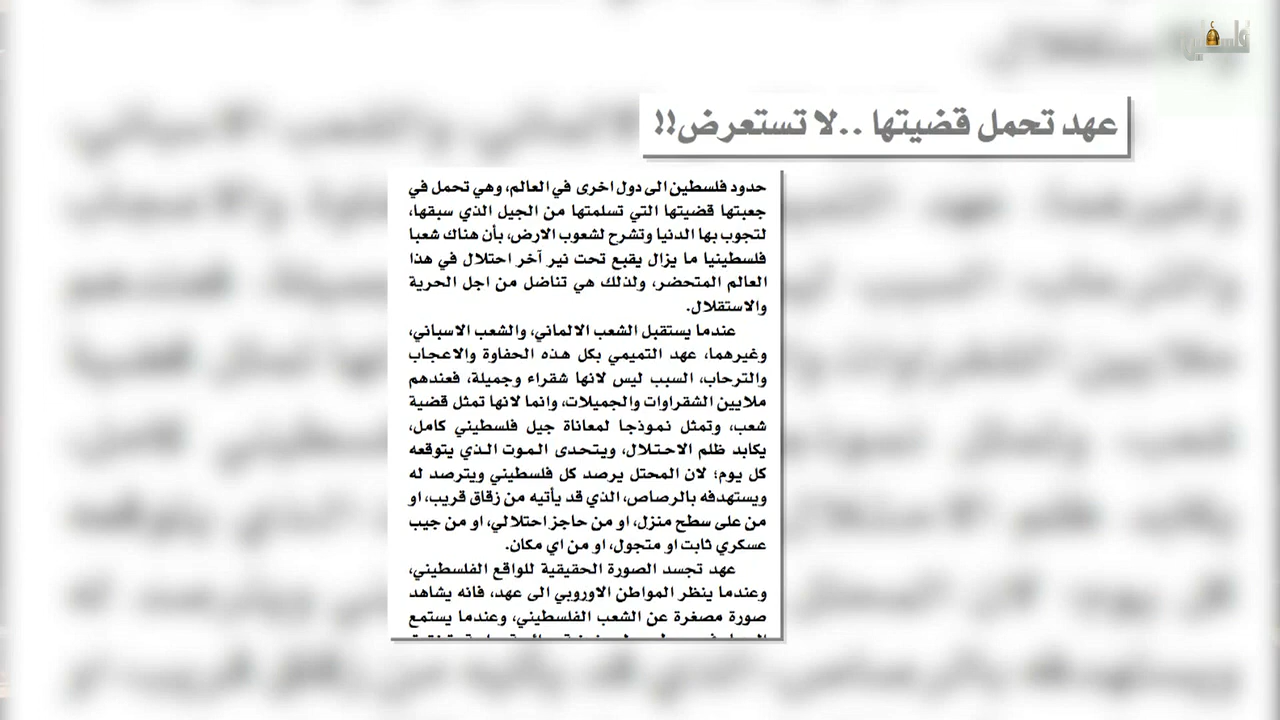 فلسطين
عهد تحمل قضيتها ..لا تستعرض!!
حدود فلسطين الى دول اخرى في العالم، وهي تحمل في
جعبتها قضيتها التي تسلمتها من الجيل الذي سبقها،
لتجوب بها الدنيا وتشرح لشعوب الارض، بأن هناك شعبا
فلسطينيا ما يزال يقبع تحت نير آخر احتلال في هذا
العالم المتحضر، ولذلك هي تناضل من اجل الحرية
والاستقلال.
عندما يستقبل الشعب الالماني، والشعب الاسباني،
وغيرهما، عهد التميمي بكل هذه الحفاوة والاعجاب
والترحاب، السبب ليس لانها شقراء وجميلة، فعندهم
ملايين الشقراوات والجميلات، وانما لانها تمثل قضية
شعب، وتمثل نموذجا لمعاناة جيل فلسطيني كامل،
يكابد ظلم الاحتلال، ويتحدى الموت الذي يتوقعه
كل يوم؛ لان المحتل يرصد كل فلسطيني ويترصد له
ويستهدفه بالرصاص، الذي قد يأتيه من زقاق قريب، او
من على سطح منزل، او من حاجز احتلالي، او من جيب
عسكري ثابت او متجول، او من اي مكان.
عهد تجسد الصورة الحقيقية للواقع الفلسطيني،
وعندما ينظر المواطن الاوروبي الى عهد، فانه يشاهد
صورة مصغرة عن الشعب الفلسطيني، وعندما يستمع